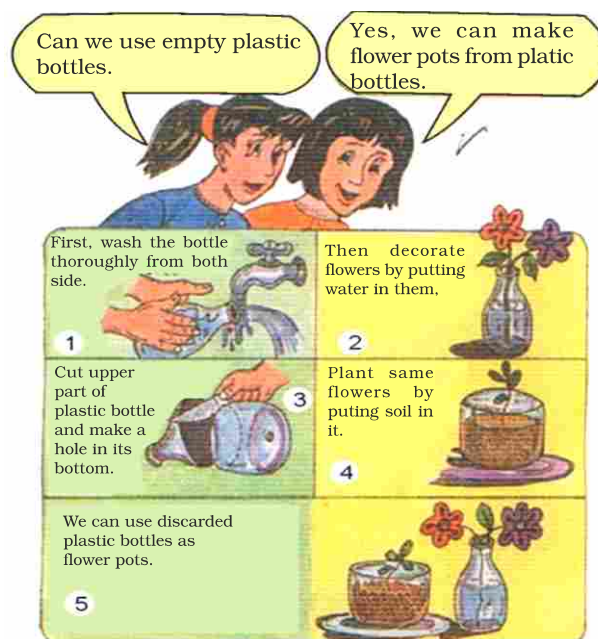 Can we use empty plastic
bottles.
Yes, we can make
flower pots from platic
bottles.
First, wash the bottle
thoroughly from both
side.
1
Then decorate
flowers by putting
water in them,
2
Cut upper
part of
plastic bottle
and make a
hole in its
bottom.
3
Plant same
flowers by
puting soil in
it.
4
We can use discarded
plastic bottles as
flower pots.
5